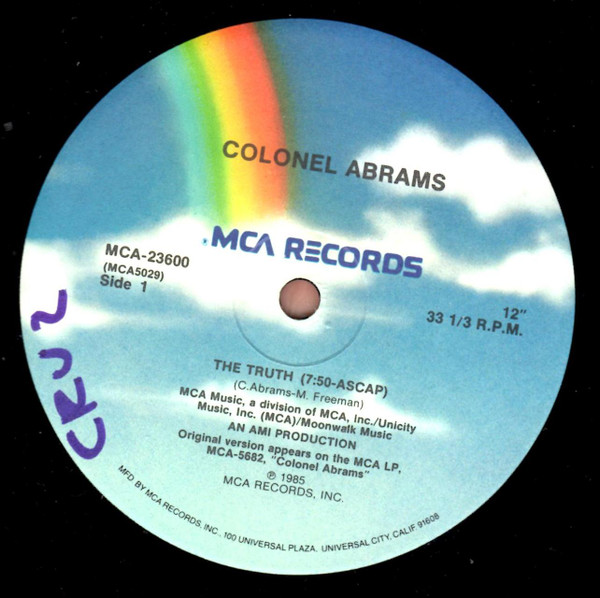 COLONEL ABRAMS
MCA RECORDS
MCA-23600
(MCA5029)
Side 1
12"
33 1/3 R.P.M.
THE TRUTH (7:50-ASCAP)
(C.Abrams-M. Freeman)
MCA Music, a division of MCA, Inc./Unicity
Music, Inc. (MCA)/Moonwalk Music
AN AMI PRODUCTION
Original version appears on the MCA LP,
MCA-5682, "Colonel Abrams"
℗ 1985
MCA RECORDS, INC.
MFD. BY MCA RECORDS, INC., 100 UNIVERSAL PLAZA, UNIVERSAL CITY, CALIF. 91608
CRUZ